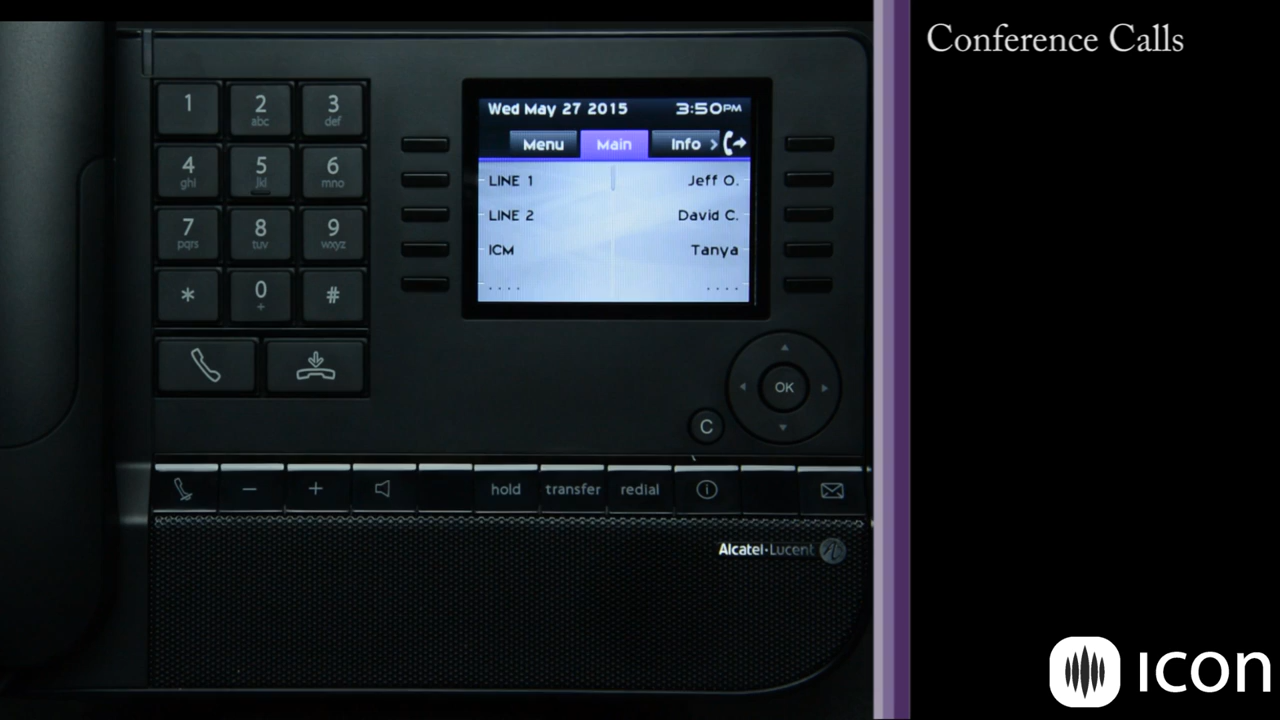 Conference Calls
Wed May 27 2015 3:50PM
Menu Main Info >
LINE 1 Jeff O.
LINE 2 David C.
ICM Tanya
.... ....
1 2 abc 3 def
4 ghi 5 jkl 6 mno
7 pqrs 8 tuv 9 wxyz
* 0 + #
OK
C
− + hold transfer redial i
Alcatel·Lucent
icon